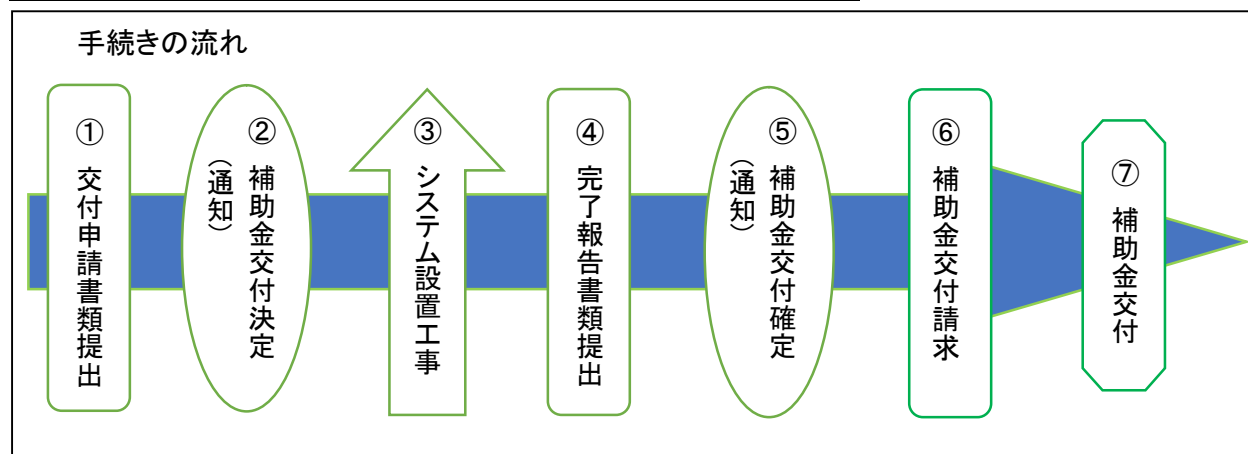 手続きの流れ
①交付申請書類提出
②補助金交付決定
（通知）
③システム設置工事
④完了報告書類提出
⑤補助金交付確定
（通知）
⑥補助金交付請求
⑦補助金交付